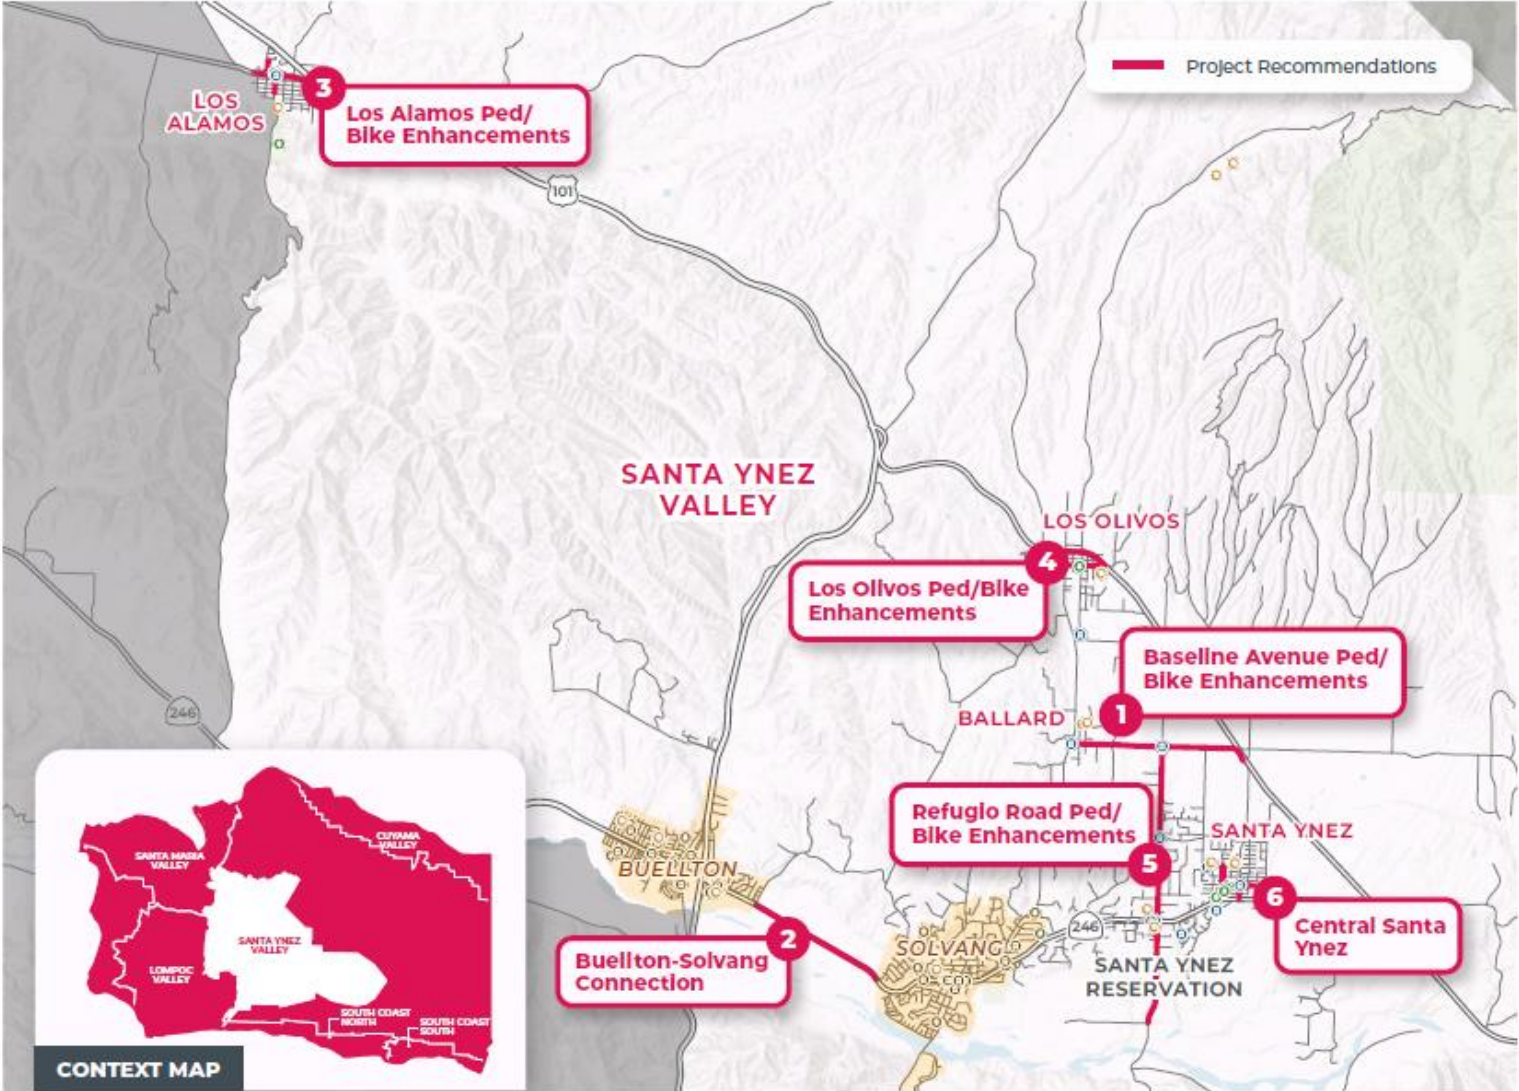 Project Recommendations
3
LOS
ALAMOS
Los Alamos Ped/
Bike Enhancements
101
SANTA YNEZ
VALLEY
LOS OLIVOS
4
Los Olivos Ped/Bike
Enhancements
Baseline Avenue Ped/
Bike Enhancements
1
BALLARD
246
Refugio Road Ped/
Bike Enhancements
5
SANTA YNEZ
BUELLTON
6
Central Santa
Ynez
246
SOLVANG
2
Buellton-Solvang
Connection
SANTA YNEZ
RESERVATION
CUYAMA
VALLEY
SANTA MARIA
VALLEY
SANTA YNEZ
VALLEY
LOMPOC
VALLEY
SOUTH COAST
NORTH
SOUTH COAST
SOUTH
CONTEXT MAP